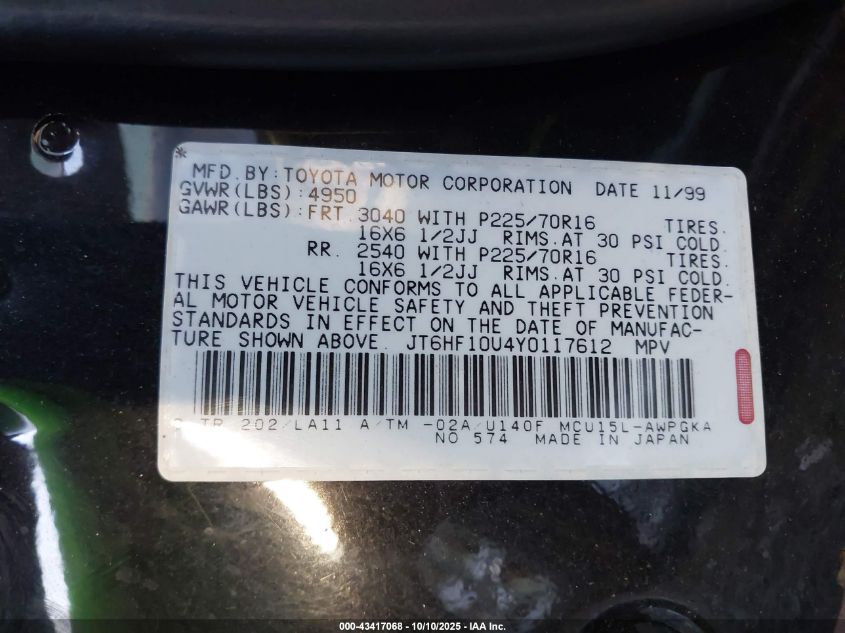 *
MFD.BY:TOYOTA MOTOR CORPORATION DATE 11/99
GVWR(LBS):4950
GAWR(LBS):FRT. 3040 WITH P225/70R16 TIRES.
16X6 1/2JJ RIMS.AT 30 PSI COLD.
RR. 2540 WITH P225/70R16 TIRES.
16X6 1/2JJ RIMS.AT 30 PSI COLD.
THIS VEHICLE CONFORMS TO ALL APPLICABLE FEDER-
AL MOTOR VEHICLE SAFETY AND THEFT PREVENTION
STANDARDS IN EFFECT ON THE DATE OF MANUFAC-
TURE SHOWN ABOVE. JT6HF10U4Y0117612 MPV
TR 202/LA11 A/TM -02A/U140F MCU15L-AWPGKA
NO 574 MADE IN JAPAN
000-43417068 - 10/10/2025 - IAA Inc.